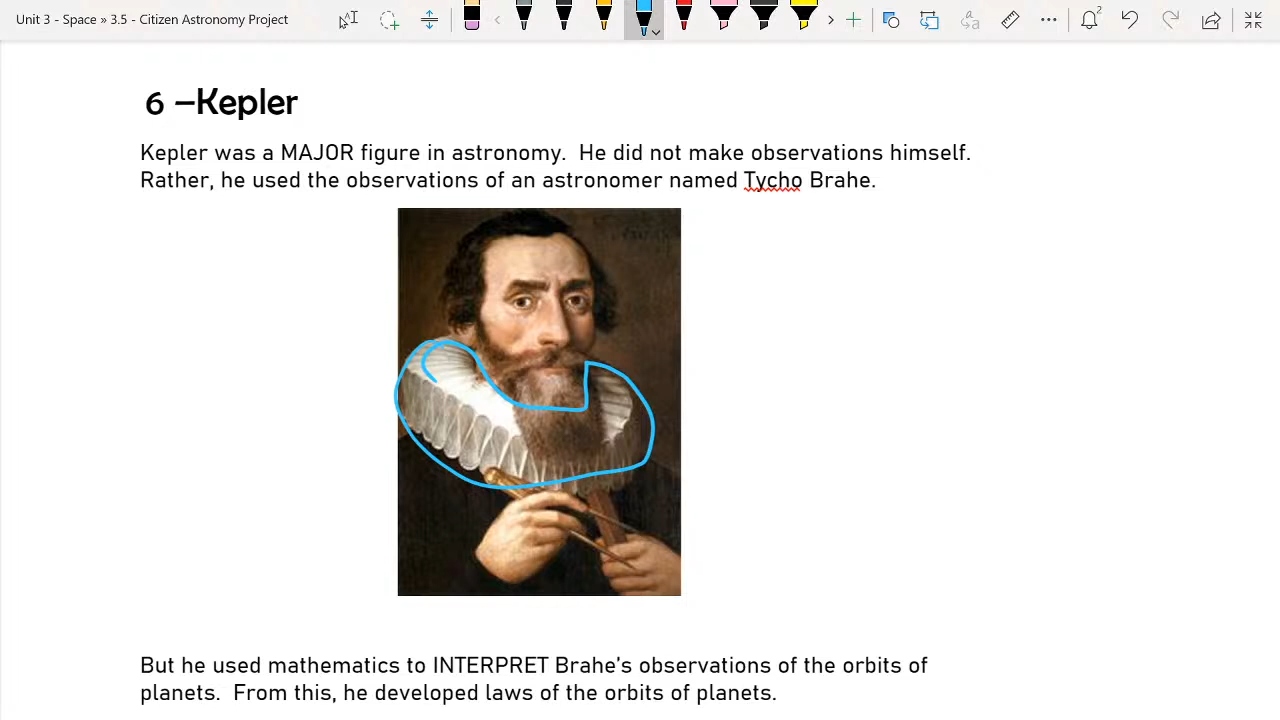 Unit 3 - Space » 3.5 - Citizen Astronomy Project
6 –Kepler
Kepler was a MAJOR figure in astronomy.  He did not make observations himself.
Rather, he used the observations of an astronomer named Tycho Brahe.
But he used mathematics to INTERPRET Brahe's observations of the orbits of
planets.  From this, he developed laws of the orbits of planets.